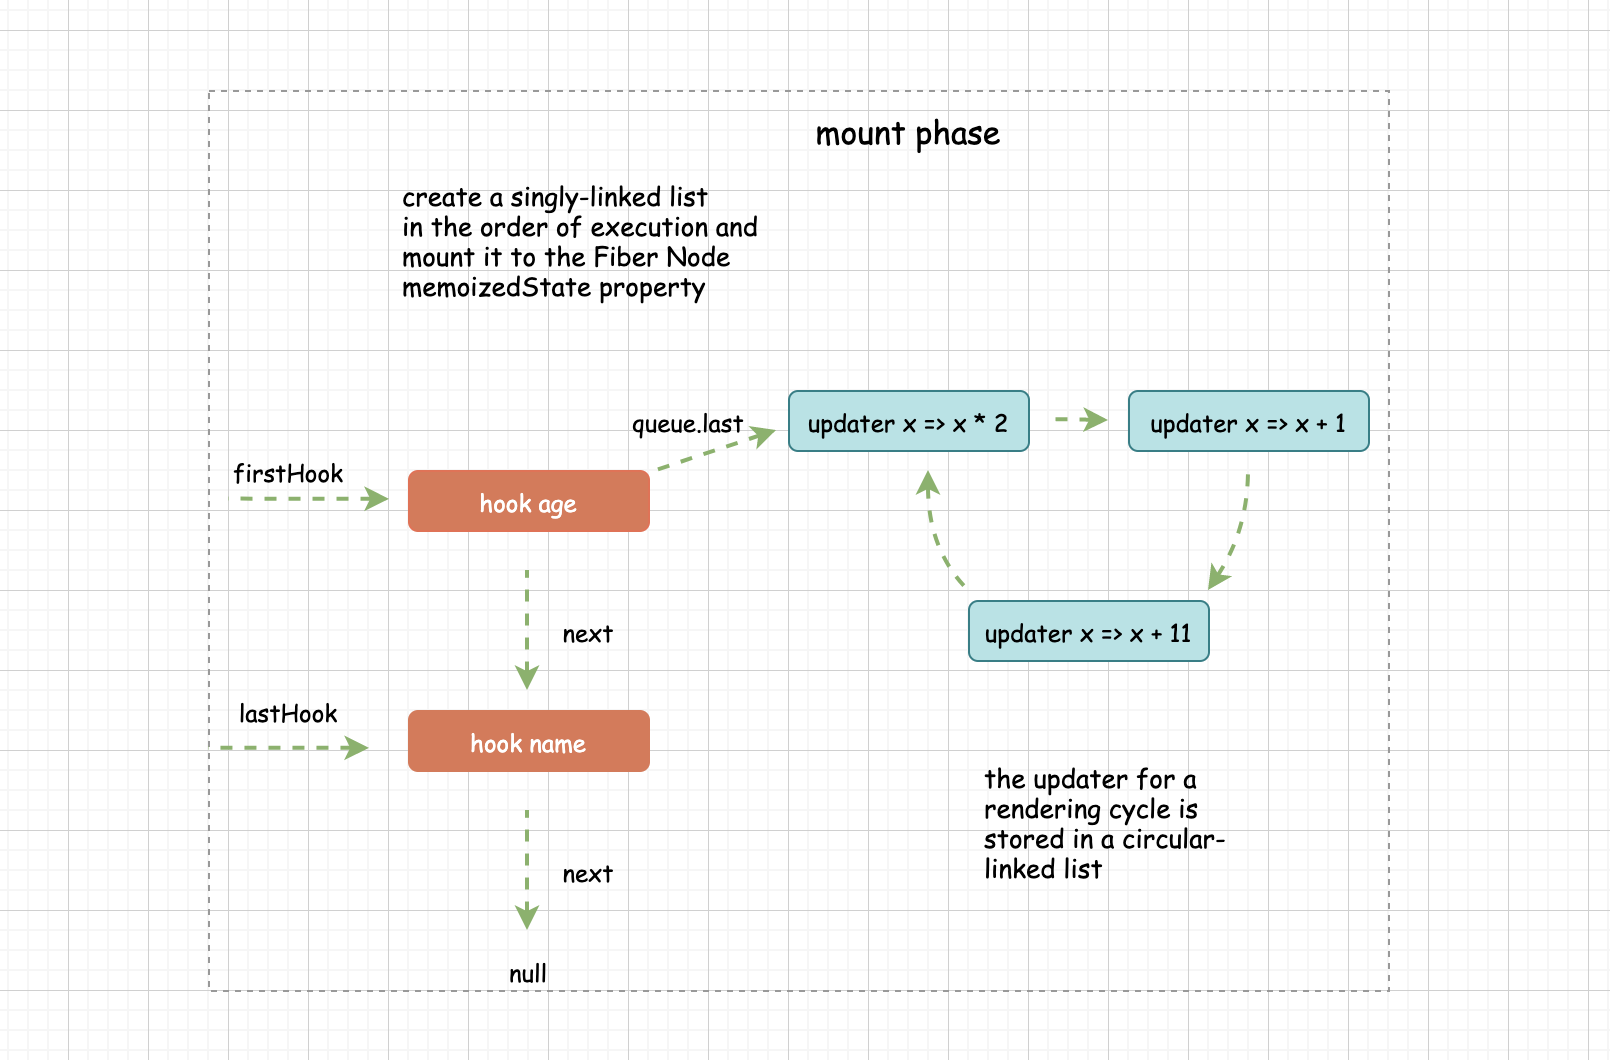 mount phase
create a singly-linked list
in the order of execution and
mount it to the Fiber Node
memoizedState property
queue.last
updater x => x * 2
updater x => x + 1
firstHook
hook age
next
updater x => x + 11
lastHook
hook name
the updater for a
rendering cycle is
stored in a circular-
linked list
next
null